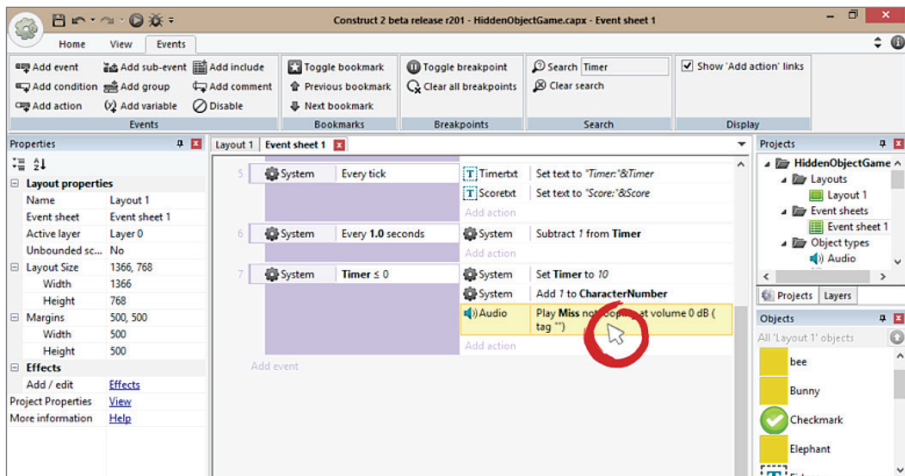 Construct 2 beta release r201 - HiddenObjectGame.capx - Event sheet 1
Home View Events
Add event Add sub-event Add include
Add condition Add group Add comment
Add action Add variable Disable
Events
Toggle bookmark
Previous bookmark
Next bookmark
Bookmarks
Toggle breakpoint
Clear all breakpoints
Breakpoints
Search Timer
Clear search
Search
Show 'Add action' links
Display
Properties
Layout properties
Name Layout 1
Event sheet Event sheet 1
Active layer Layer 0
Unbounded sc... No
Layout Size 1366, 768
Width 1366
Height 768
Margins 500, 500
Width 500
Height 500
Effects
Add / edit Effects
Project Properties View
More information Help
Layout 1 Event sheet 1
5 System Every tick T Timertxt Set text to "Timer:"&Timer
T Scoretxt Set text to "Score:"&Score
Add action
6 System Every 1.0 seconds System Subtract 1 from Timer
Add action
7 System Timer ≤ 0 System Set Timer to 10
System Add 1 to CharacterNumber
Audio Play Miss not looping at volume 0 dB (
tag "")
Add action
Add event
Projects
HiddenObjectGame
Layouts
Layout 1
Event sheets
Event sheet 1
Object types
Audio
Projects Layers
Objects
All 'Layout 1' objects
bee
Bunny
Checkmark
Elephant